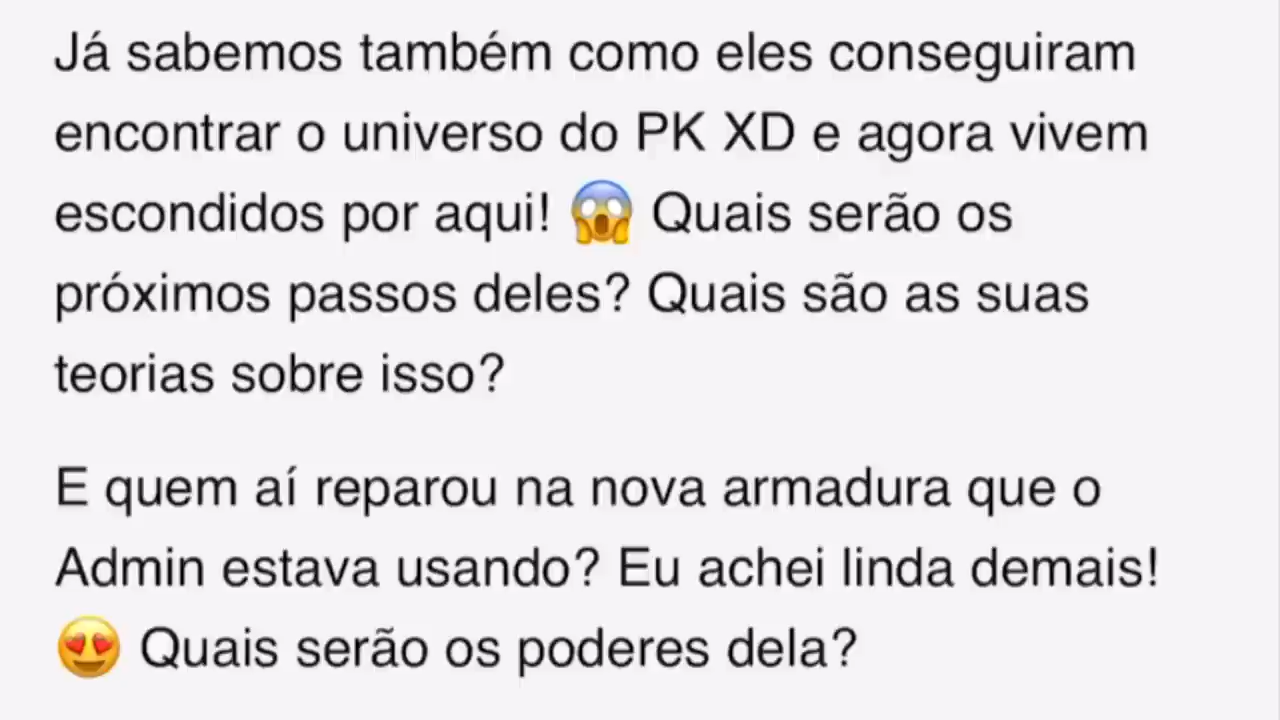 Já sabemos também como eles conseguiram
encontrar o universo do PK XD e agora vivem
escondidos por aqui! 😱 Quais serão os
próximos passos deles? Quais são as suas
teorias sobre isso?
E quem aí reparou na nova armadura que o
Admin estava usando? Eu achei linda demais!
😍 Quais serão os poderes dela?